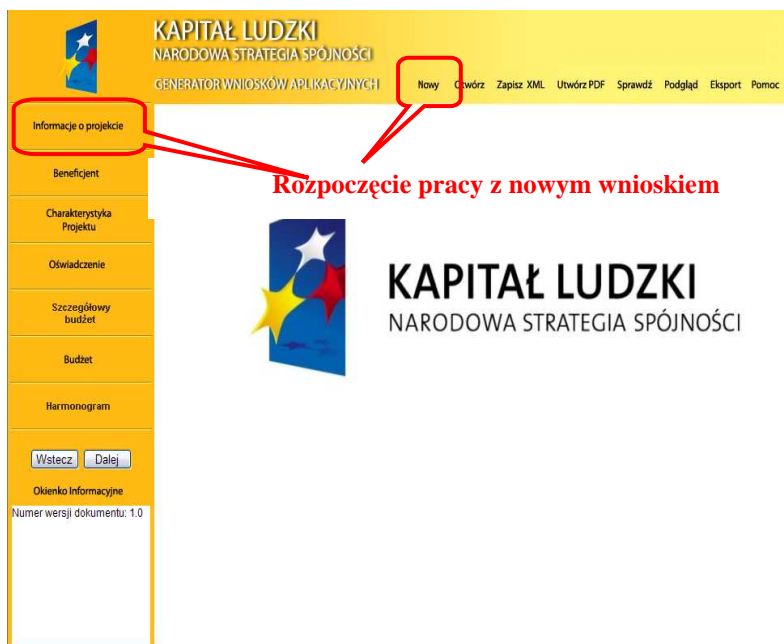 KAPITAŁ LUDZKI
NARODOWA STRATEGIA SPÓJNOŚCI
GENERATOR WNIOSKÓW APLIKACYJNYCH
Nowy Otwórz Zapisz XML Utwórz PDF Sprawdź Podgląd Eksport Pomoc
Informacje o projekcie
Beneficjent
Charakterystyka
Projektu
Oświadczenie
Szczegółowy
budżet
Budżet
Harmonogram
Wstecz Dalej
Okienko Informacyjne
Numer wersji dokumentu: 1.0
Rozpoczęcie pracy z nowym wnioskiem
KAPITAŁ LUDZKI
NARODOWA STRATEGIA SPÓJNOŚCI